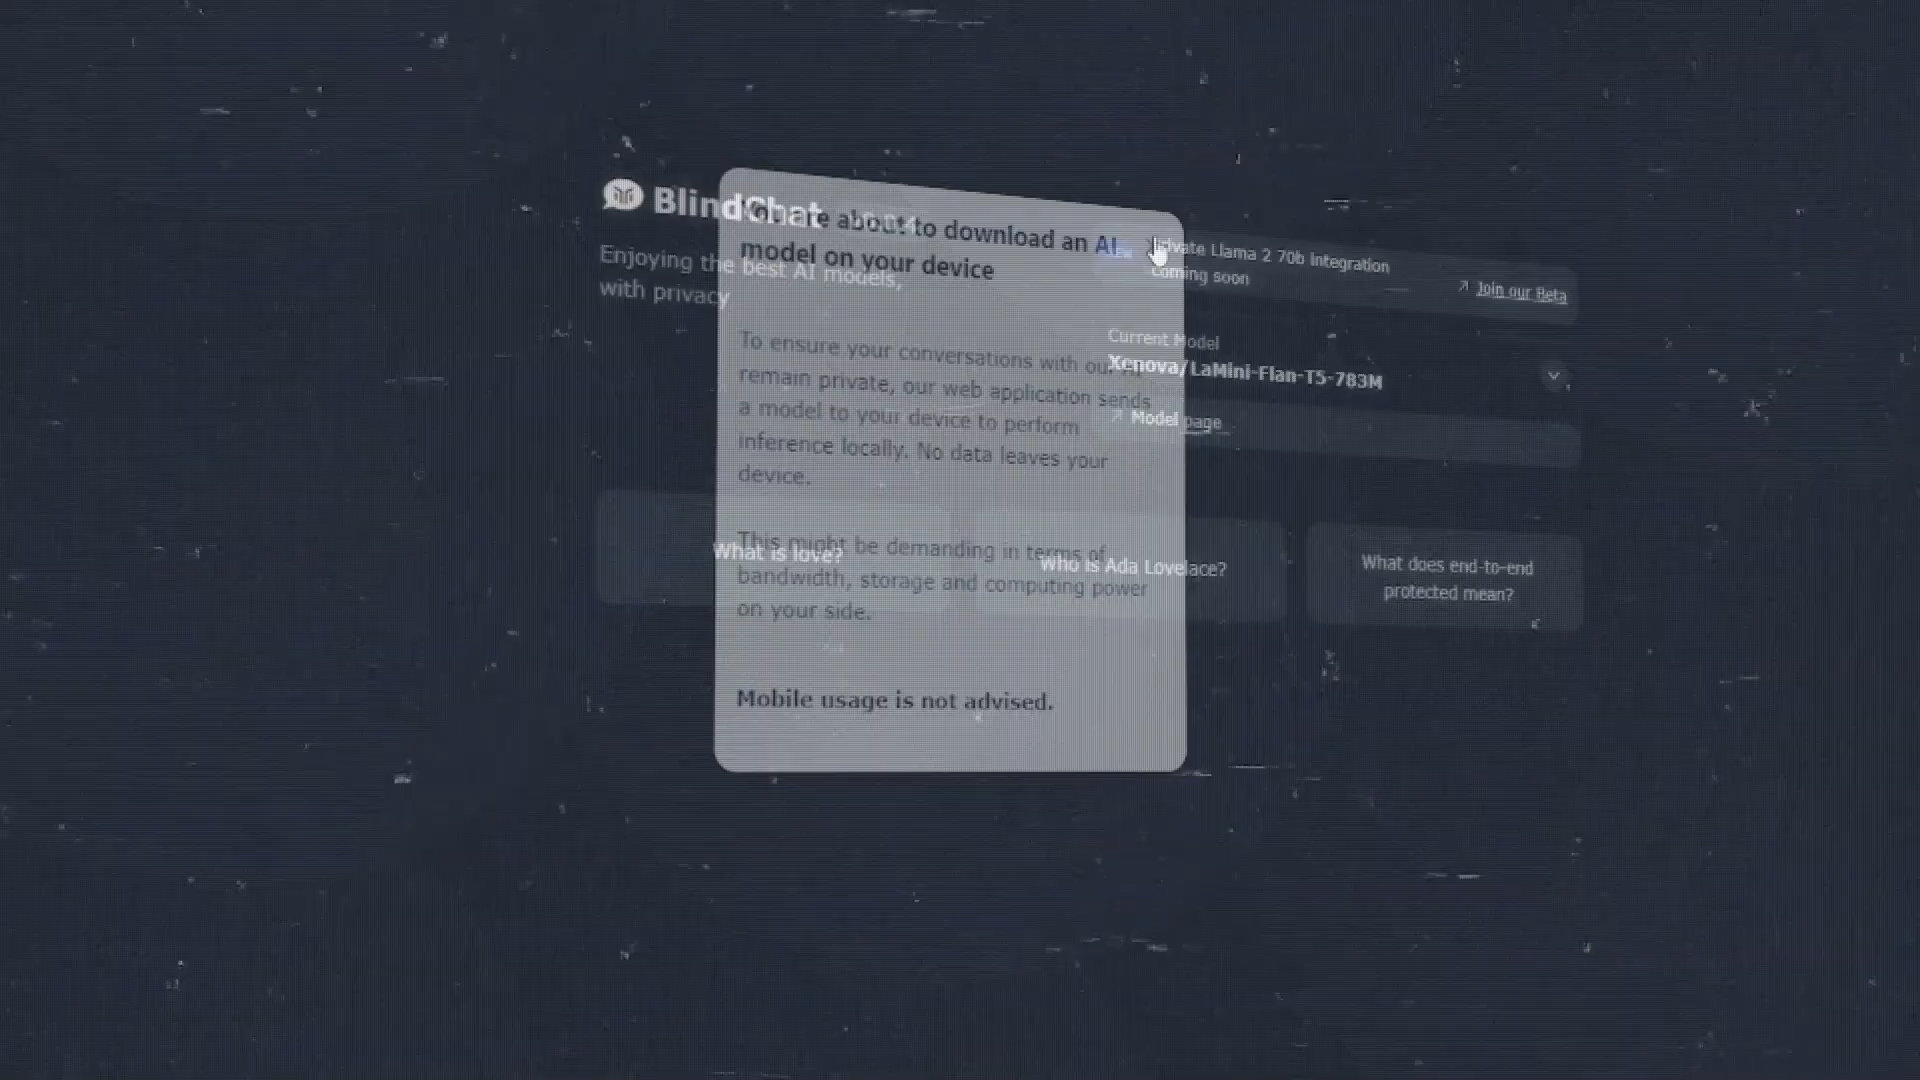 BlindChat
Enjoying the best AI models,
with privacy
You are about to download an AI
model on your device
To ensure your conversations with our AI
remain private, our web application sends
a model to your device to perform
inference locally. No data leaves your
device.
This might be demanding in terms of
bandwidth, storage and computing power
on your side.
Mobile usage is not advised.
Private Llama 2 70b integration
coming soon
Join our Beta
Current Model
Xenova/LaMini-Flan-T5-783M
Model page
What is love?
Who is Ada Lovelace?
What does end-to-end
protected mean?